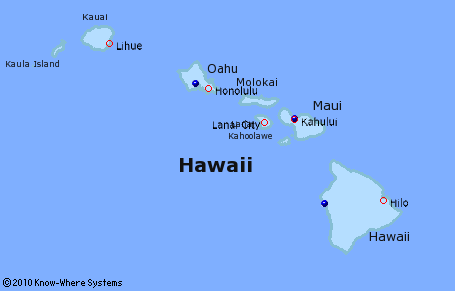 Kauai
Lihue
Kaula Island
Oahu
Honolulu
Molokai
Maui
Lanai City
Kahului
Kahoolawe
Hawaii
Hilo
Hawaii
©2010 Know-Where Systems